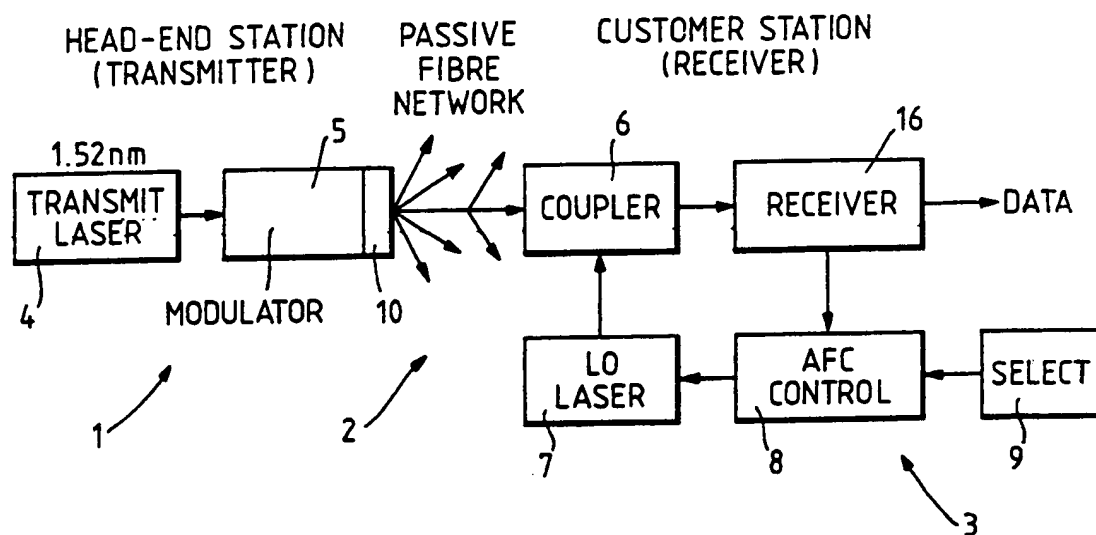 HEAD-END STATION
(TRANSMITTER)
PASSIVE
FIBRE
NETWORK
CUSTOMER STATION
(RECEIVER)
1.52nm
TRANSMIT
LASER
4
5
MODULATOR
10
6
COUPLER
16
RECEIVER
DATA
LO
LASER
7
AFC
CONTROL
8
SELECT
9
1
2
3